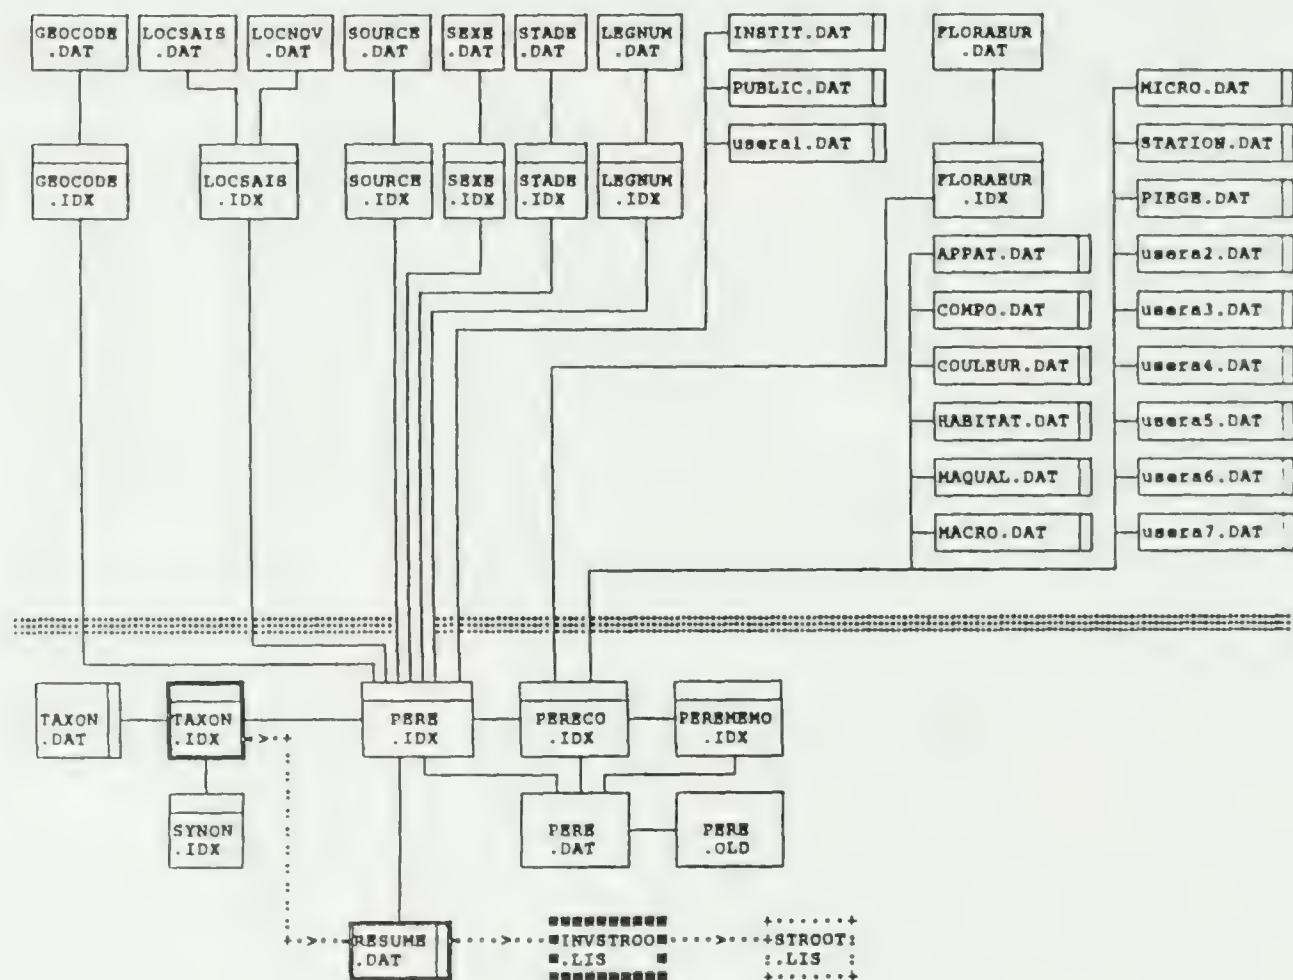 GEOCODE
.DAT
LOCSAIS
.DAT
LOCNOV
.DAT
SOURCE
.DAT
SEXE
.DAT
STADE
.DAT
LEGNUM
.DAT
INSTIT.DAT
PUBLIC.DAT
usera1.DAT
FLORAEUR
.DAT
MICRO.DAT
STATION.DAT
PIEGE.DAT
usera2.DAT
usera3.DAT
usera4.DAT
usera5.DAT
usera6.DAT
usera7.DAT
GEOCODE
.IDX
LOCSAIS
.IDX
SOURCE
.IDX
SEXE
.IDX
STADE
.IDX
LEGNUM
.IDX
FLORAEUR
.IDX
APPAT.DAT
COMPO.DAT
COULEUR.DAT
HABITAT.DAT
MAQUAL.DAT
MACRO.DAT
TAXON
.DAT
TAXON
.IDX
PERE
.IDX
PERECO
.IDX
PEREMEMO
.IDX
SYNON
.IDX
PERE
.DAT
PERE
.OLD
RESUME
.DAT
INVSTROO
.LIS
STROOT
.LIS